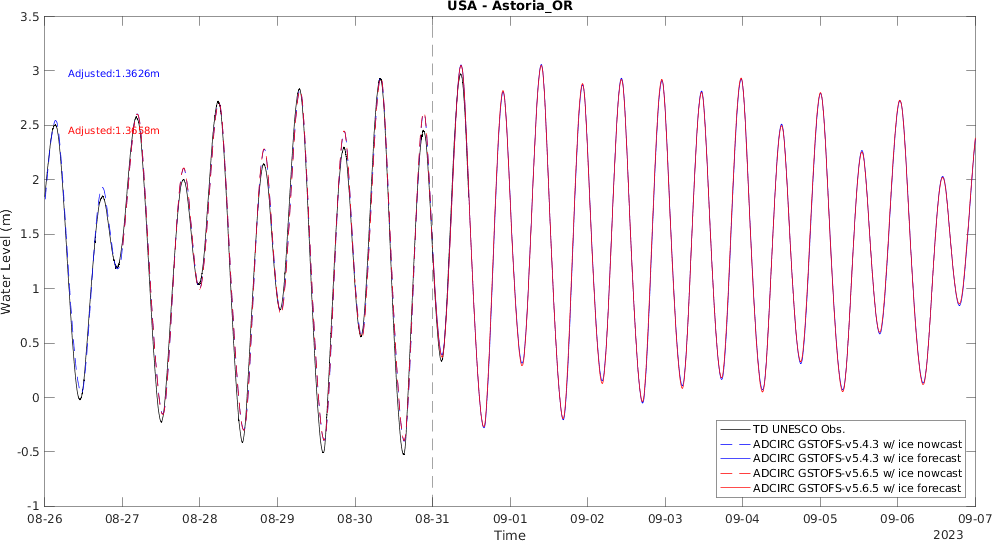 USA - Astoria_OR
3.5
3
2.5
2
1.5
1
0.5
0
-0.5
-1
Water Level (m)
Adjusted:1.3626m
Adjusted:1.3658m
TD UNESCO Obs.
ADCIRC GSTOFS-v5.4.3 w/ ice nowcast
ADCIRC GSTOFS-v5.4.3 w/ ice forecast
ADCIRC GSTOFS-v5.6.5 w/ ice nowcast
ADCIRC GSTOFS-v5.6.5 w/ ice forecast
08-26 08-27 08-28 08-29 08-30 08-31 09-01 09-02 09-03 09-04 09-05 09-06 09-07
Time
2023